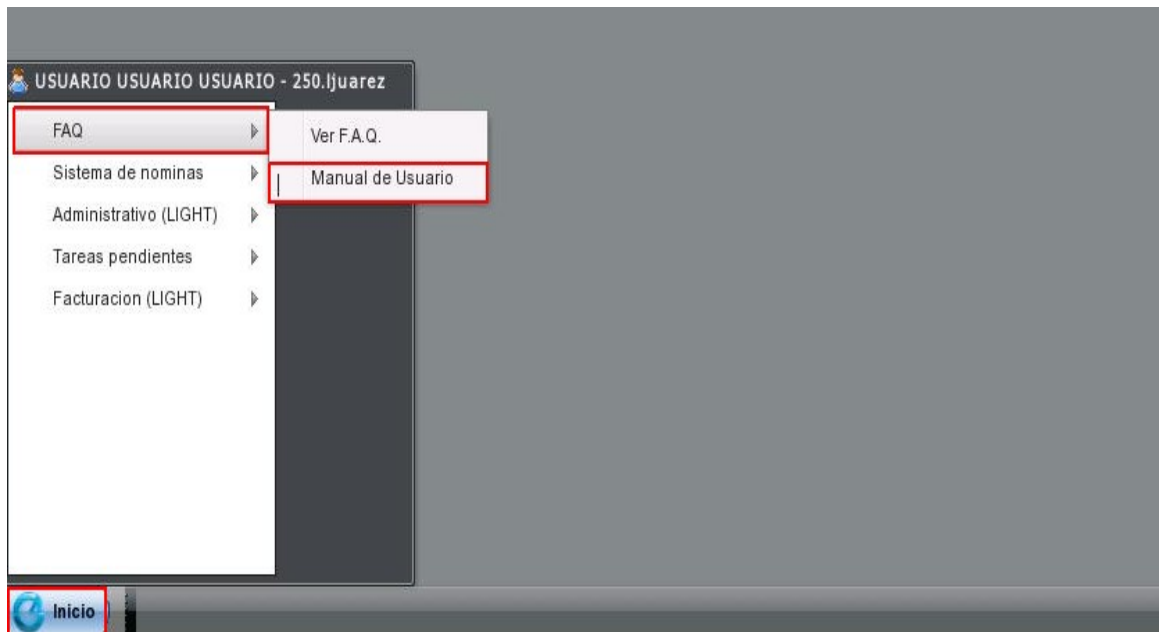 USUARIO USUARIO USUARIO - 250.ljuarez
FAQ
Ver F.A.Q.
Sistema de nominas
Manual de Usuario
Administrativo (LIGHT)
Tareas pendientes
Facturacion (LIGHT)
Inicio